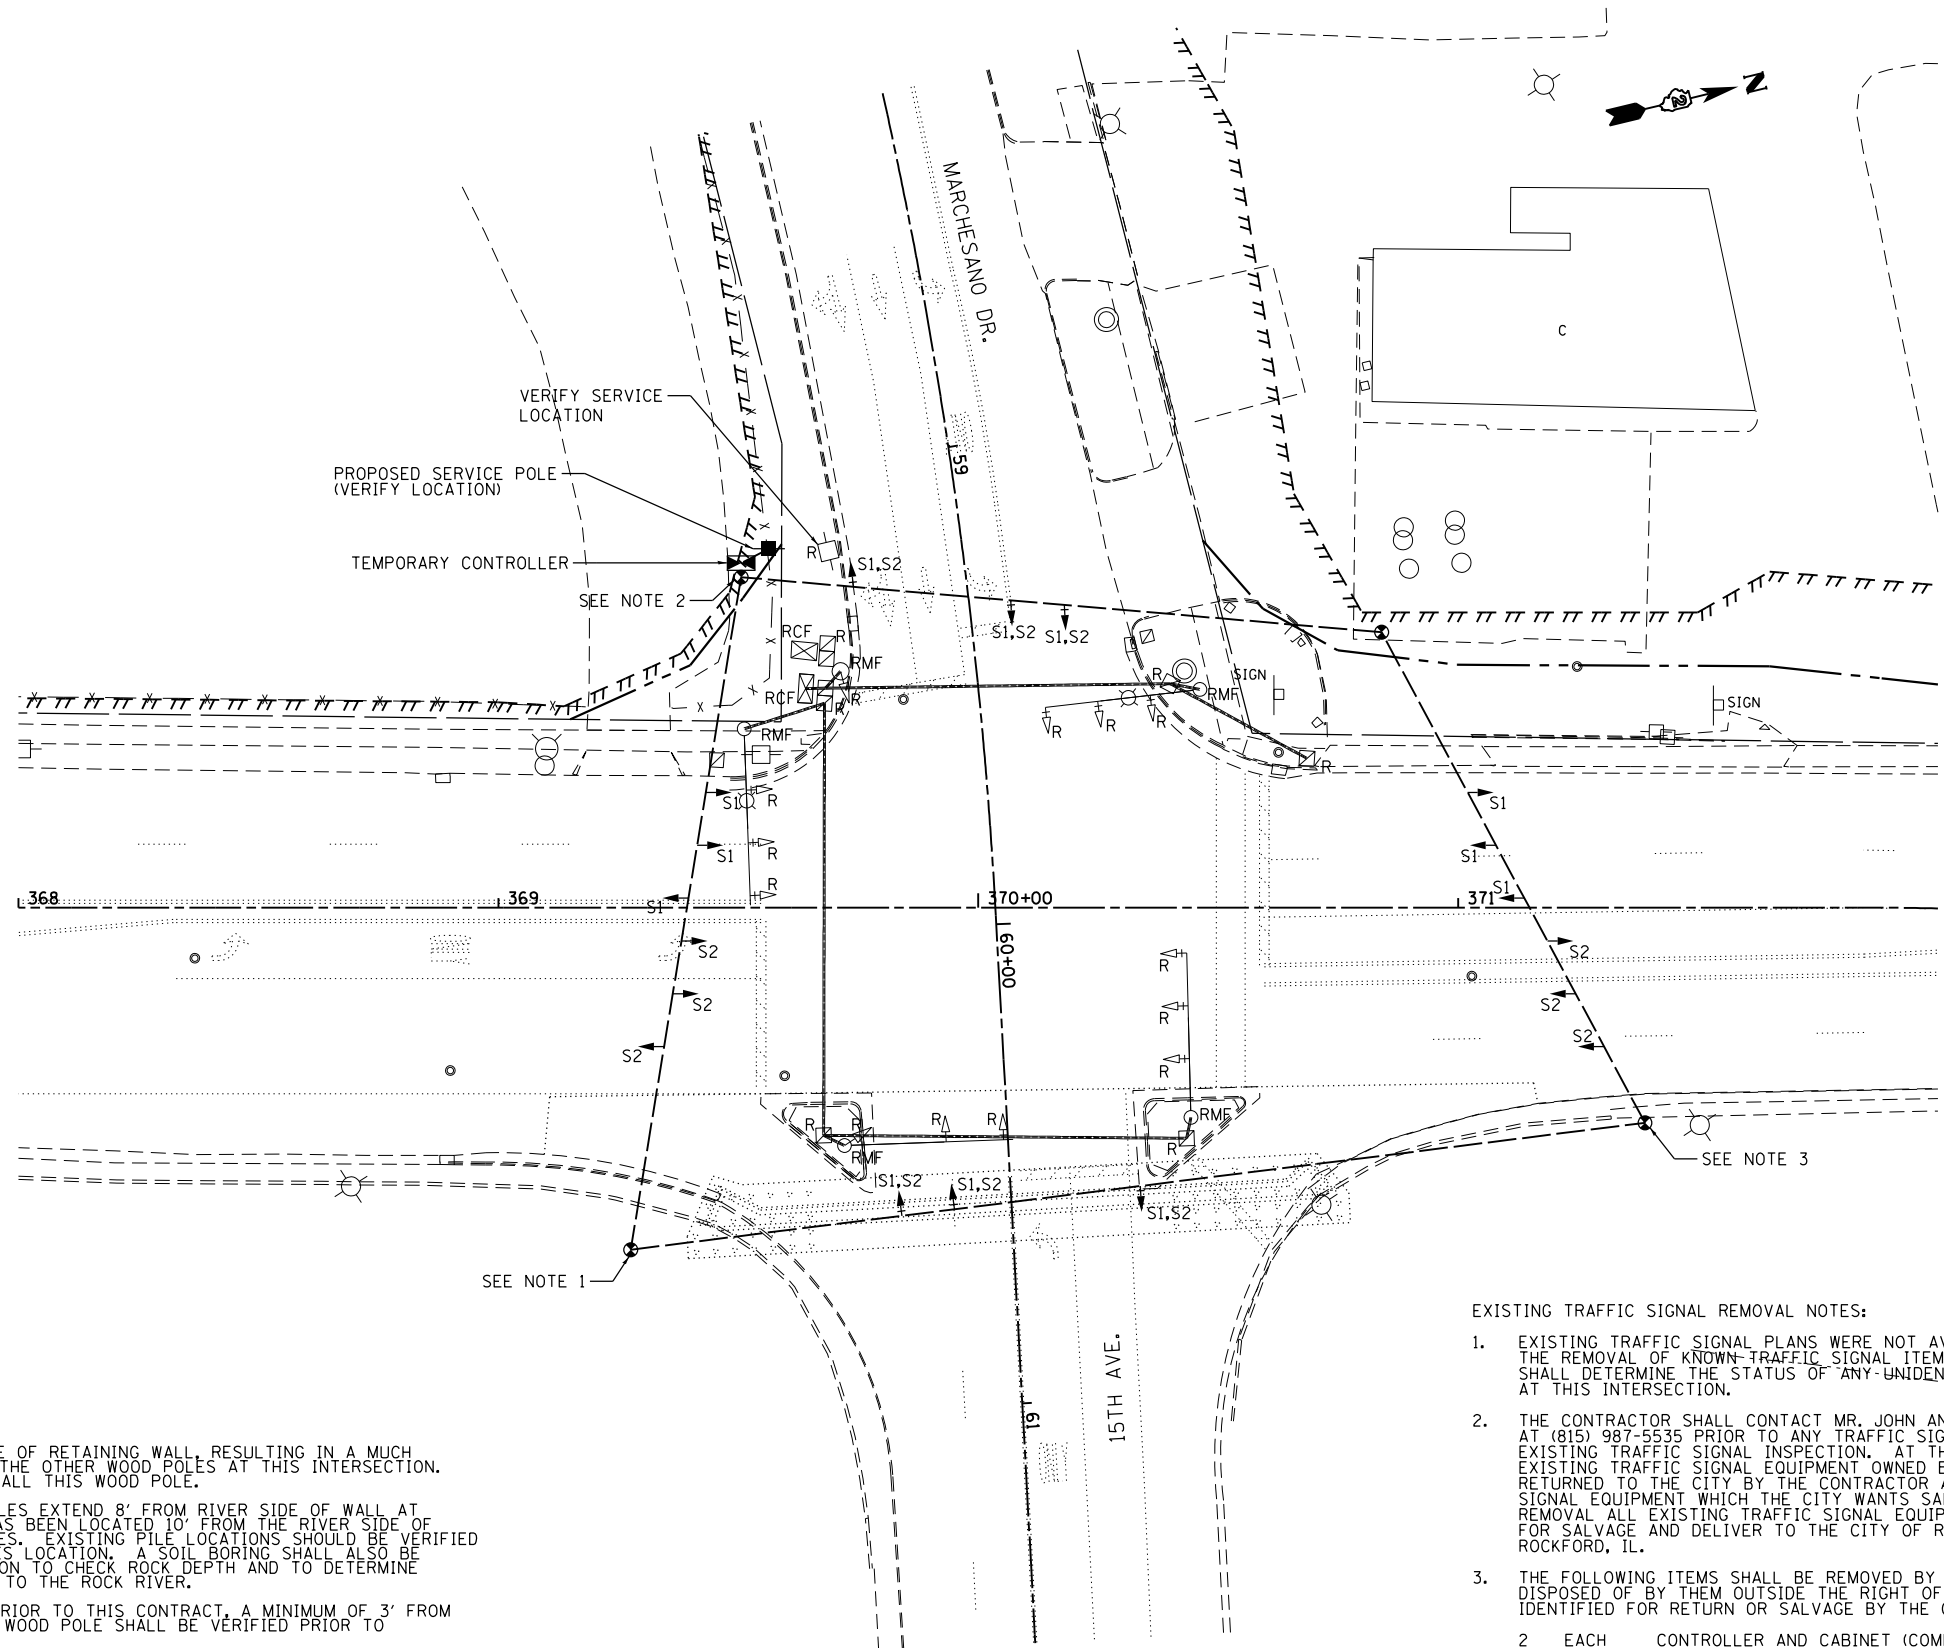 N
2
MARCHESANO DR.
C
VERIFY SERVICE
LOCATION
59
PROPOSED SERVICE POLE
(VERIFY LOCATION)
R
TEMPORARY CONTROLLER
S1,S2
SEE NOTE 2
S1,S2
S1,S2
RCF
R
RMF
SIGN
R
RCF
R
RMF
R
SIGN
R
R
R
RMF
R
S1
R
S1
S1
R
S1
R
S1
368
S1
369
370+00
371
S2
60+00
S2
R
S2
S2
R
S2
S2
R
R
R
R
R
RMF
R
RMF
SEE NOTE 3
S1,S2
S1,S2
S1,S2
SEE NOTE 1
15TH AVE.
61
EXISTING TRAFFIC SIGNAL REMOVAL NOTES:
1. EXISTING TRAFFIC SIGNAL PLANS WERE NOT AV
THE REMOVAL OF KNOWN TRAFFIC SIGNAL ITEM
SHALL DETERMINE THE STATUS OF ANY UNIDEN
AT THIS INTERSECTION.
2. THE CONTRACTOR SHALL CONTACT MR. JOHN AN
AT (815) 987-5535 PRIOR TO ANY TRAFFIC SIG
EXISTING TRAFFIC SIGNAL INSPECTION. AT TH
EXISTING TRAFFIC SIGNAL EQUIPMENT OWNED B
RETURNED TO THE CITY BY THE CONTRACTOR A
SIGNAL EQUIPMENT WHICH THE CITY WANTS SA
REMOVAL ALL EXISTING TRAFFIC SIGNAL EQUIP
FOR SALVAGE AND DELIVER TO THE CITY OF R
ROCKFORD, IL.
3. THE FOLLOWING ITEMS SHALL BE REMOVED BY
DISPOSED OF BY THEM OUTSIDE THE RIGHT OF
IDENTIFIED FOR RETURN OR SALVAGE BY THE C
2 EACH CONTROLLER AND CABINET (COM
E OF RETAINING WALL, RESULTING IN A MUCH
THE OTHER WOOD POLES AT THIS INTERSECTION.
ALL THIS WOOD POLE.
LES EXTEND 8' FROM RIVER SIDE OF WALL AT
AS BEEN LOCATED 10' FROM THE RIVER SIDE OF
ES. EXISTING PILE LOCATIONS SHOULD BE VERIFIED
IS LOCATION. A SOIL BORING SHALL ALSO BE
ON TO CHECK ROCK DEPTH AND TO DETERMINE
TO THE ROCK RIVER.
RIOR TO THIS CONTRACT, A MINIMUM OF 3' FROM
WOOD POLE SHALL BE VERIFIED PRIOR TO